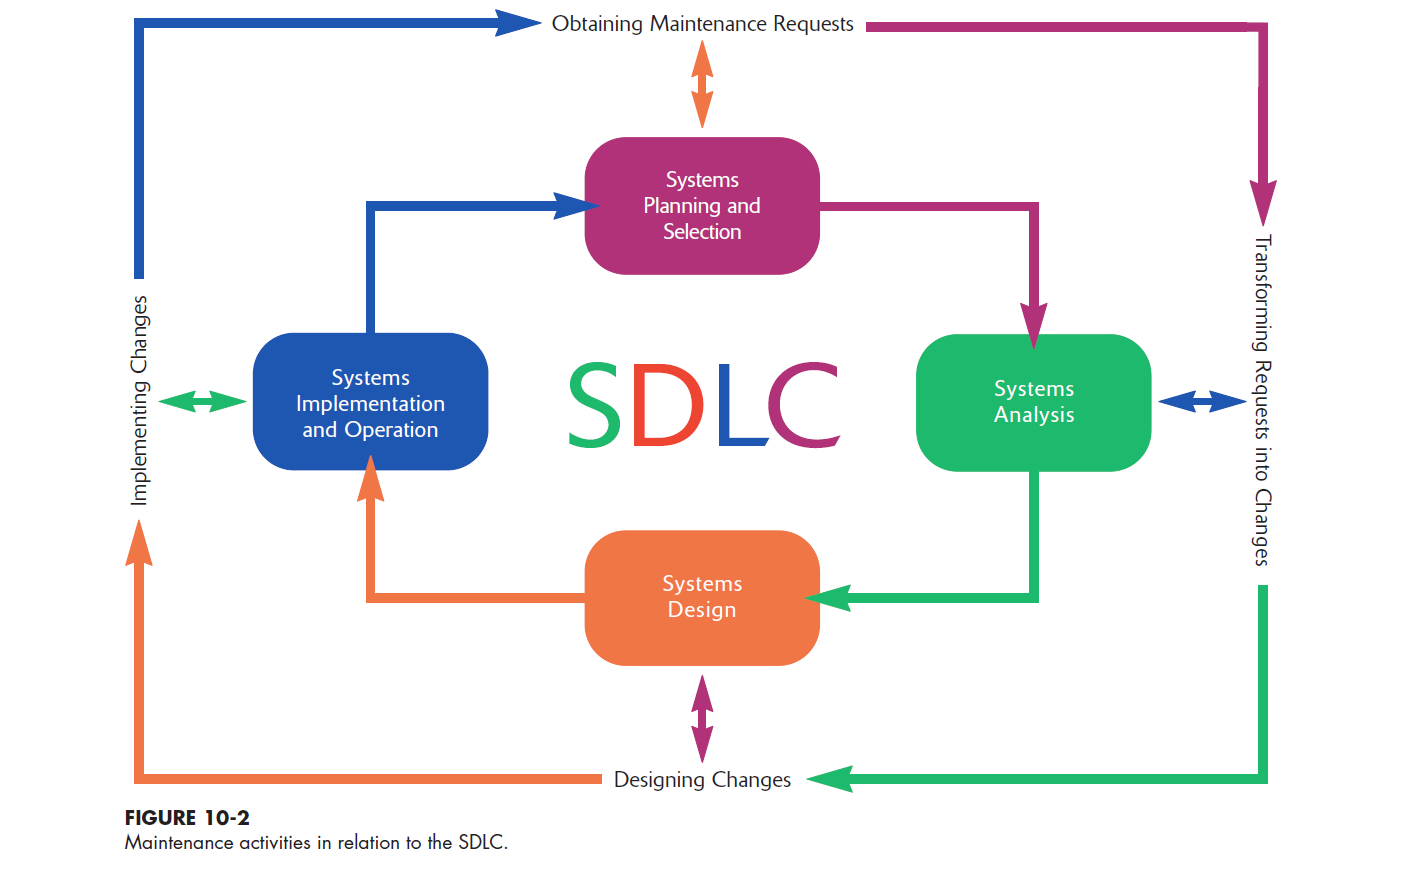 Obtaining Maintenance Requests
Systems
Planning and
Selection
Transforming Requests into Changes
Implementing Changes
Systems
Implementation
and Operation
SDLC
Systems
Analysis
Systems
Design
Designing Changes
FIGURE 10-2
Maintenance activities in relation to the SDLC.